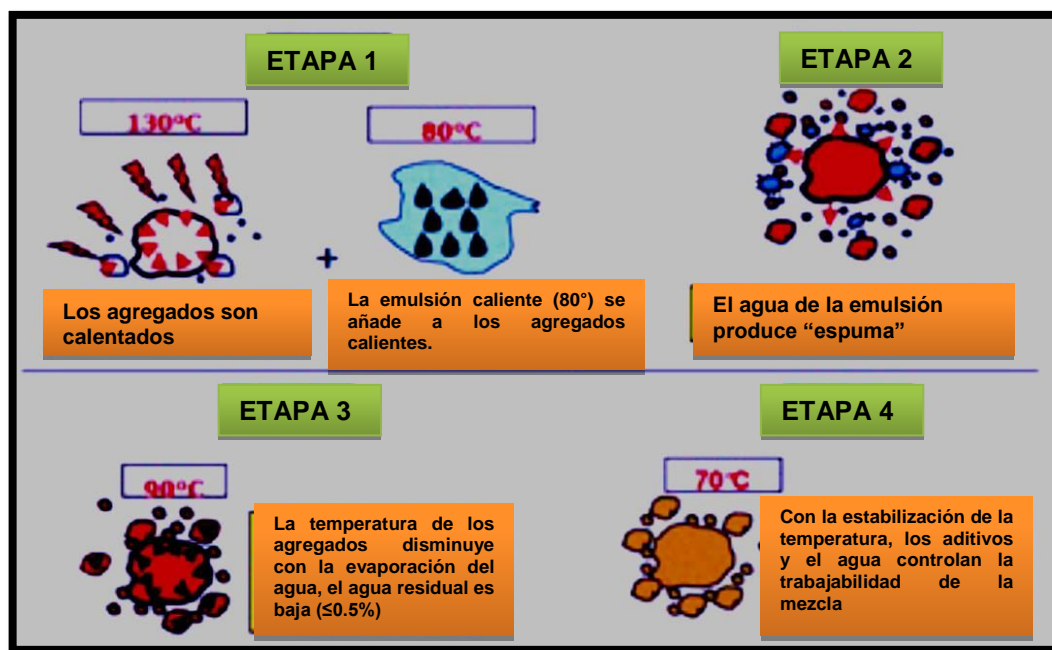 ETAPA 1
130°C
80°C
+
Los agregados son
calentados
La emulsión caliente (80°) se
añade a los agregados
calientes.
ETAPA 2
El agua de la emulsión
produce “espuma”
ETAPA 3
90°C
La temperatura de los
agregados disminuye
con la evaporación del
agua, el agua residual es
baja (≤0.5%)
ETAPA 4
70°C
Con la estabilización de la
temperatura, los aditivos
y el agua controlan la
trabajabilidad de la
mezcla